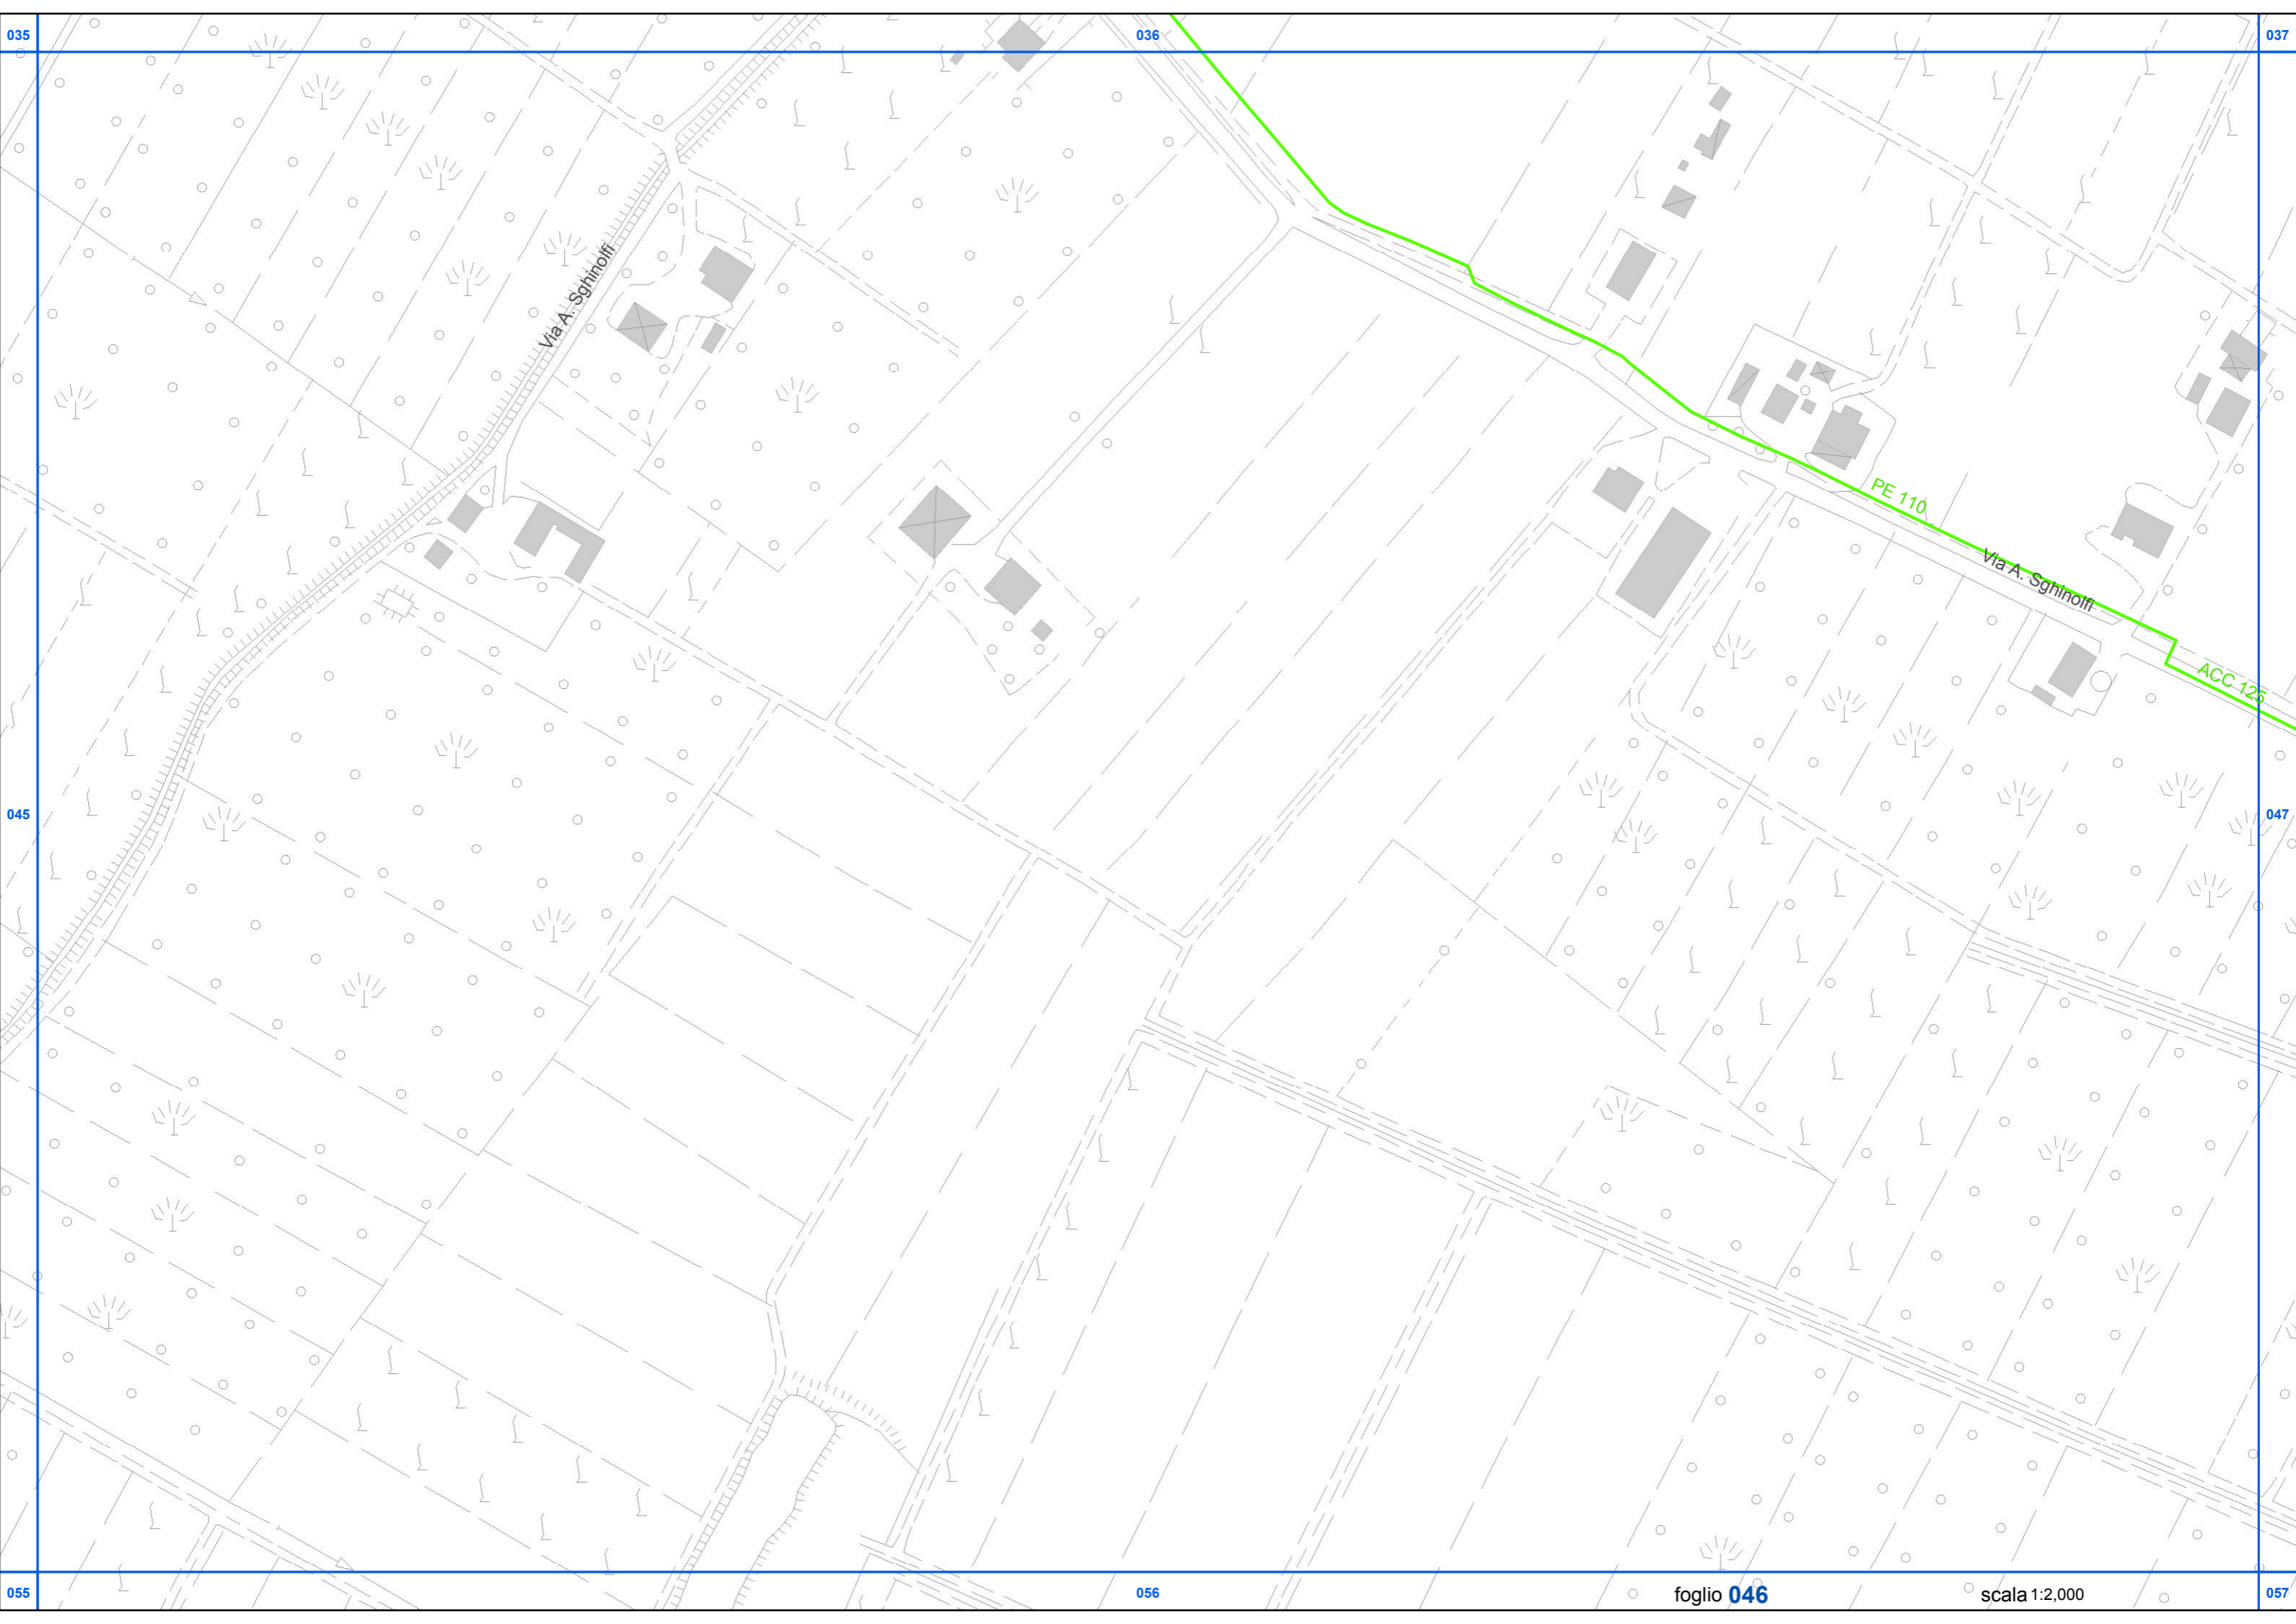 035
036
037
Via A. Sghinolfi
PE 110
Via A. Sghinolfi
ACC 125
045
047
055
056
foglio 046
scala 1:2,000
057